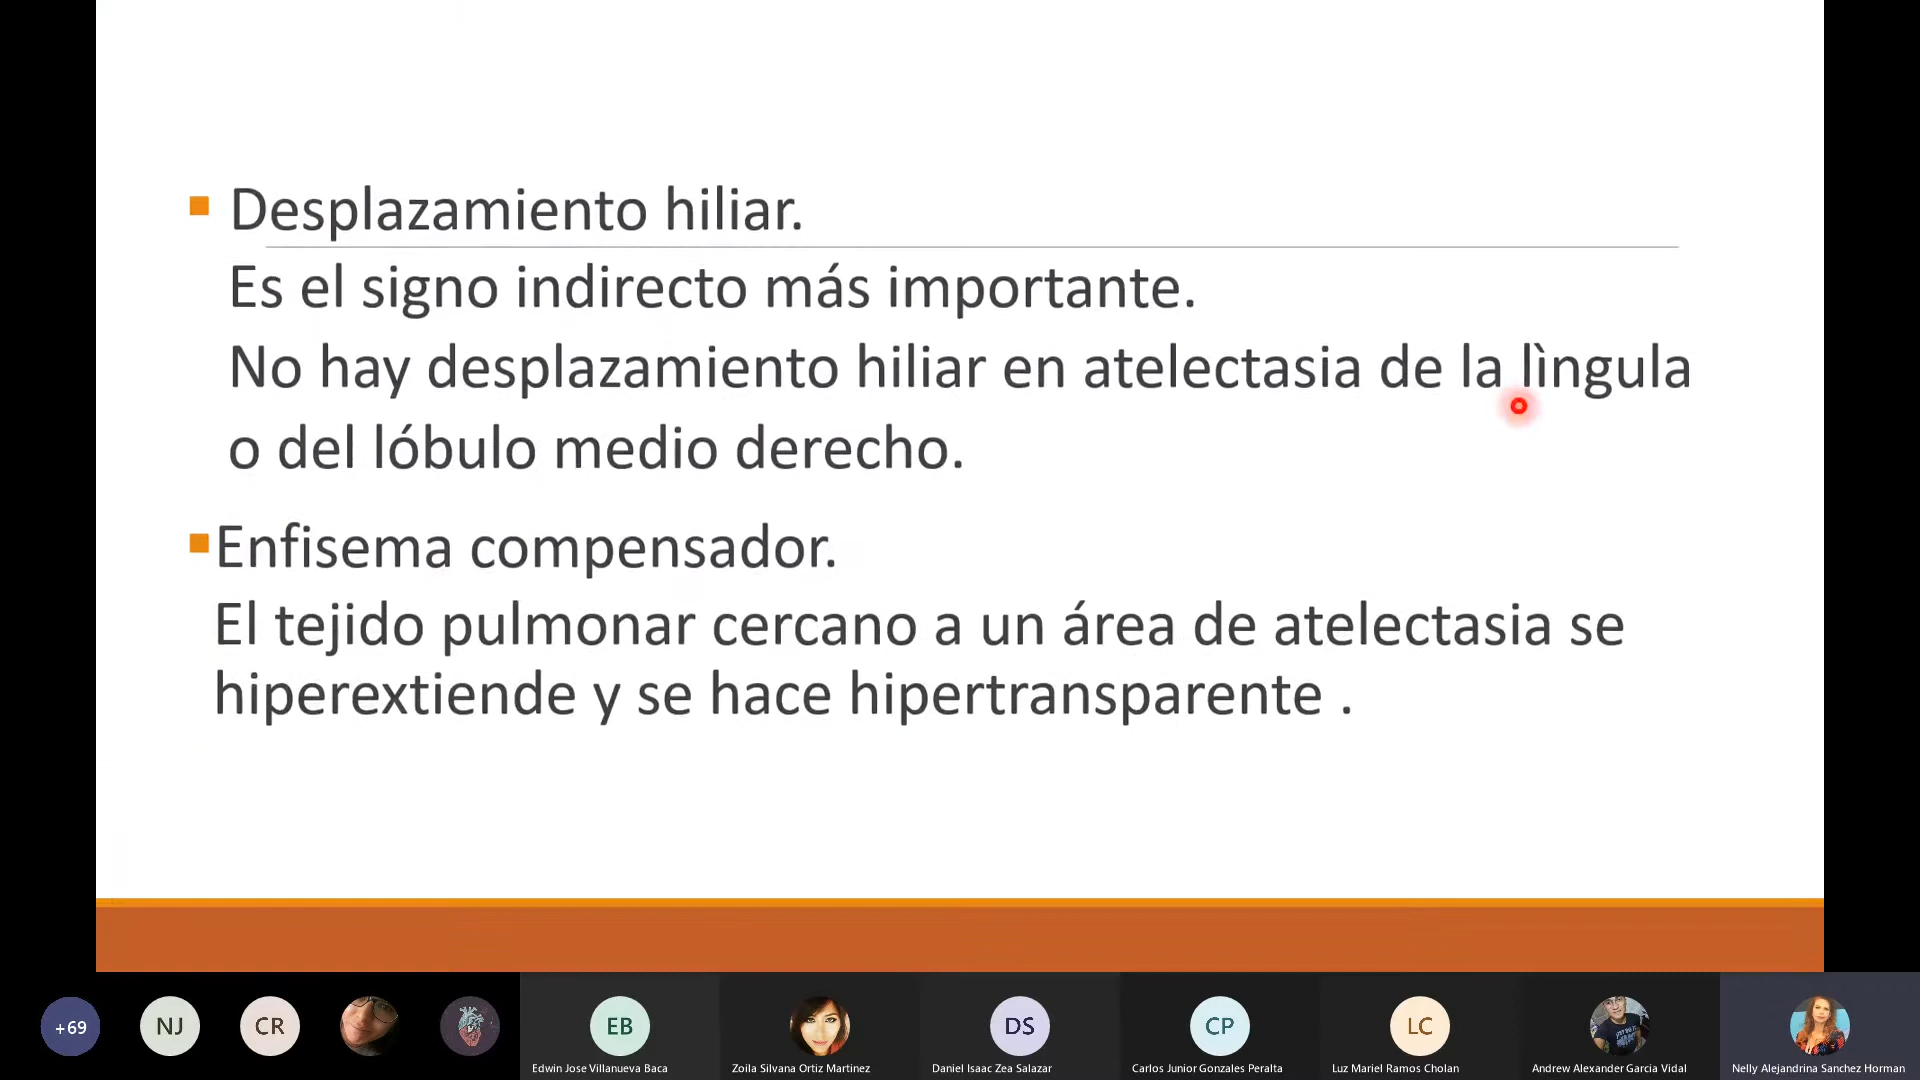 Desplazamiento hiliar.
Es el signo indirecto más importante.
No hay desplazamiento hiliar en atelectasia de la lìngula
o del lóbulo medio derecho.
Enfisema compensador.
El tejido pulmonar cercano a un área de atelectasia se
hiperextiende y se hace hipertransparente .
+69
NJ
CR
EB
DS
CP
LC
Edwin Jose Villanueva Baca
Zoila Silvana Ortiz Martinez
Daniel Isaac Zea Salazar
Carlos Junior Gonzales Peralta
Luz Mariel Ramos Cholan
Andrew Alexander Garcia Vidal
Nelly Alejandrina Sanchez Horman